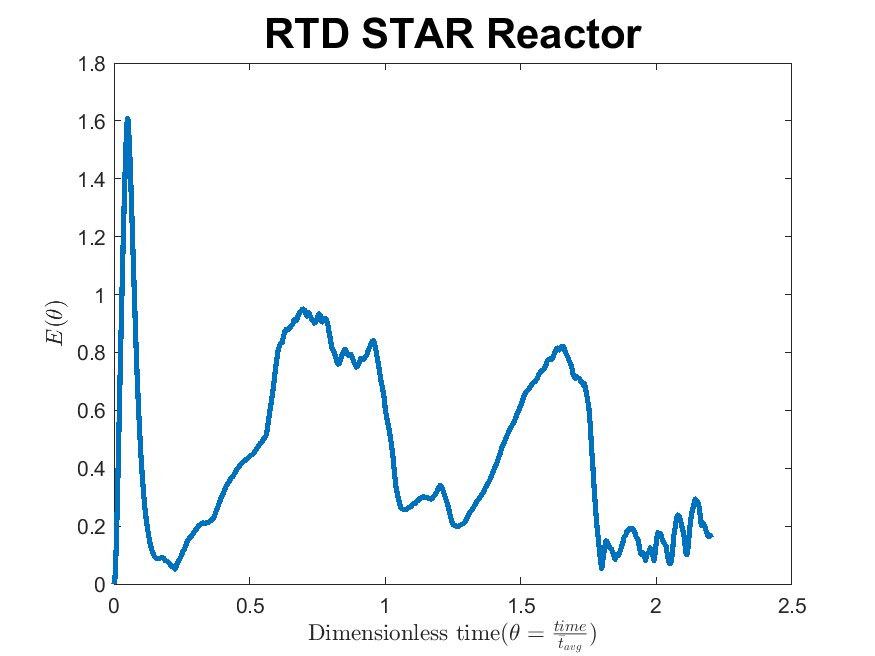 RTD STAR Reactor
1.8
1.6
1.4
1.2
1
0.8
0.6
0.4
0.2
0
E(θ)
0 0.5 1 1.5 2 2.5
Dimensionless time(θ = time/t̄avg)